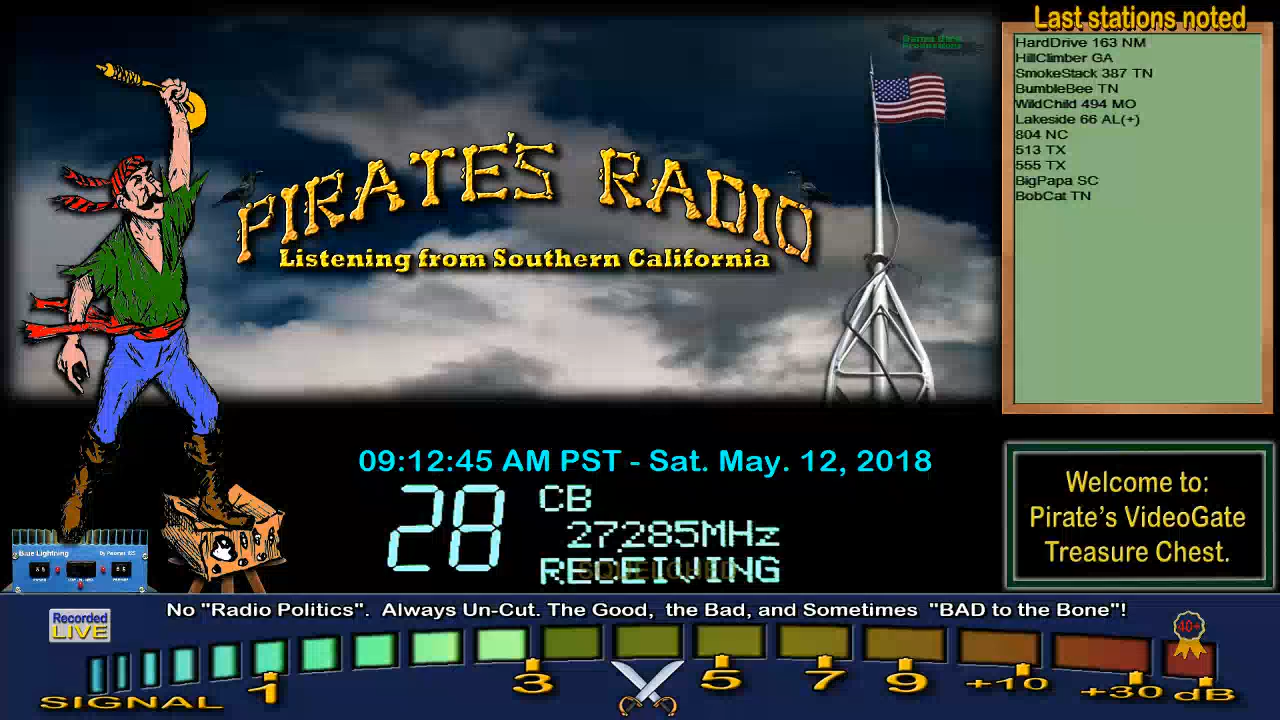 Last stations noted
HardDrive 163 NM
HillClimber GA
SmokeStack 387 TN
BumbleBee TN
WildChild 494 MO
Lakeside 66 AL(+)
804 NC
513 TX
555 TX
BigPapa SC
BobCat TN
PIRATE'S RADIO
Listening from Southern California
09:12:45 AM PST - Sat. May. 12, 2018
28
CB
27.285MHz
RECEIVING
Welcome to:
Pirate's VideoGate
Treasure Chest.
Blue Lightning
No "Radio Politics". Always Un-Cut. The Good, the Bad, and Sometimes "BAD to the Bone"!
Recorded
LIVE
40+
SIGNAL 1 3 5 7 9 +10 +30 dB